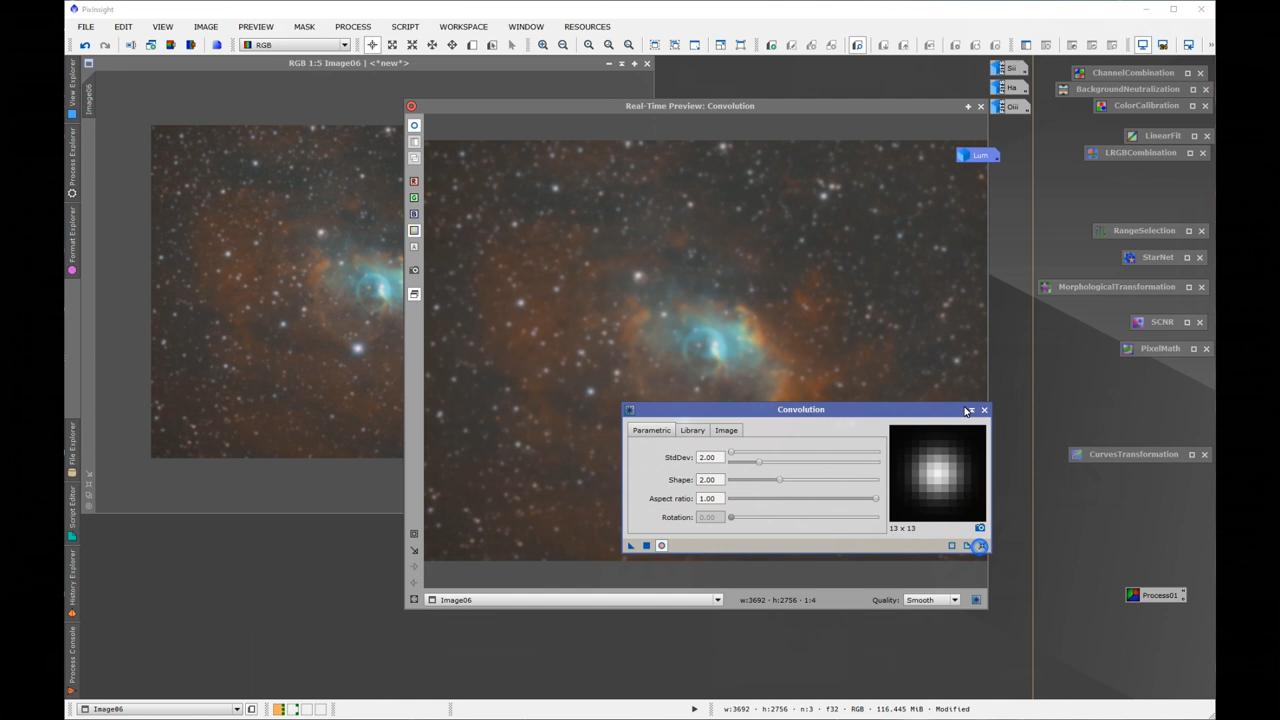 PixInsight
FILE EDIT VIEW IMAGE PREVIEW MASK PROCESS SCRIPT WORKSPACE WINDOW RESOURCES
RGB
RGB 1:5 Image06 | <*new*>
Image06
View Explorer
Process Explorer
Format Explorer
File Explorer
Script Editor
History Explorer
Process Console
Real-Time Preview: Convolution
R
G
B
A
Sii
Ha
Oiii
Lum
ChannelCombination
BackgroundNeutralization
ColorCalibration
LinearFit
LRGBCombination
RangeSelection
StarNet
MorphologicalTransformation
SCNR
PixelMath
CurvesTransformation
Process01
Convolution
Parametric Library Image
StdDev: 2.00
Shape: 2.00
Aspect ratio: 1.00
Rotation: 0.00
13 x 13
Image06 w:3692 · h:2756 · 1:4 Quality: Smooth
Image06 w:3692 · h:2756 · n:3 · f32 · RGB · 116.445 MiB · Modified